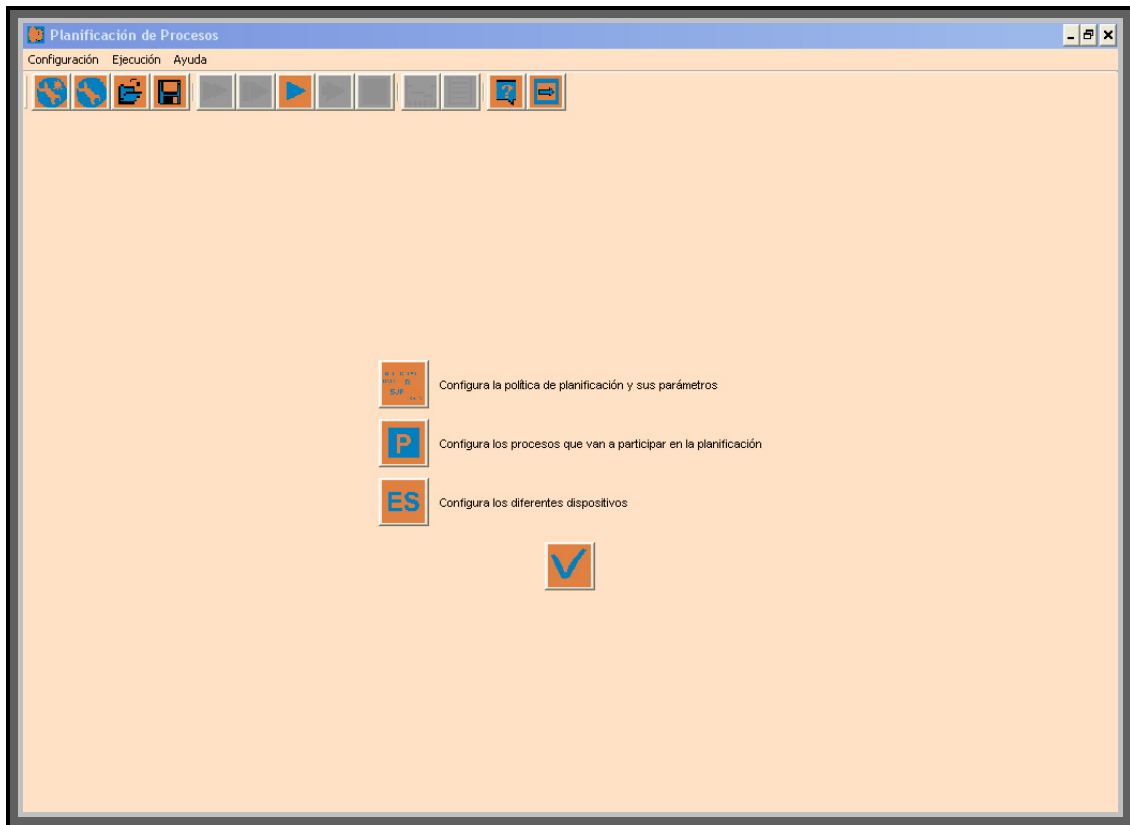 Planificación de Procesos
Configuración Ejecución Ayuda
?
Configura la política de planificación y sus parámetros
SJF
P
Configura los procesos que van a participar en la planificación
ES
Configura los diferentes dispositivos